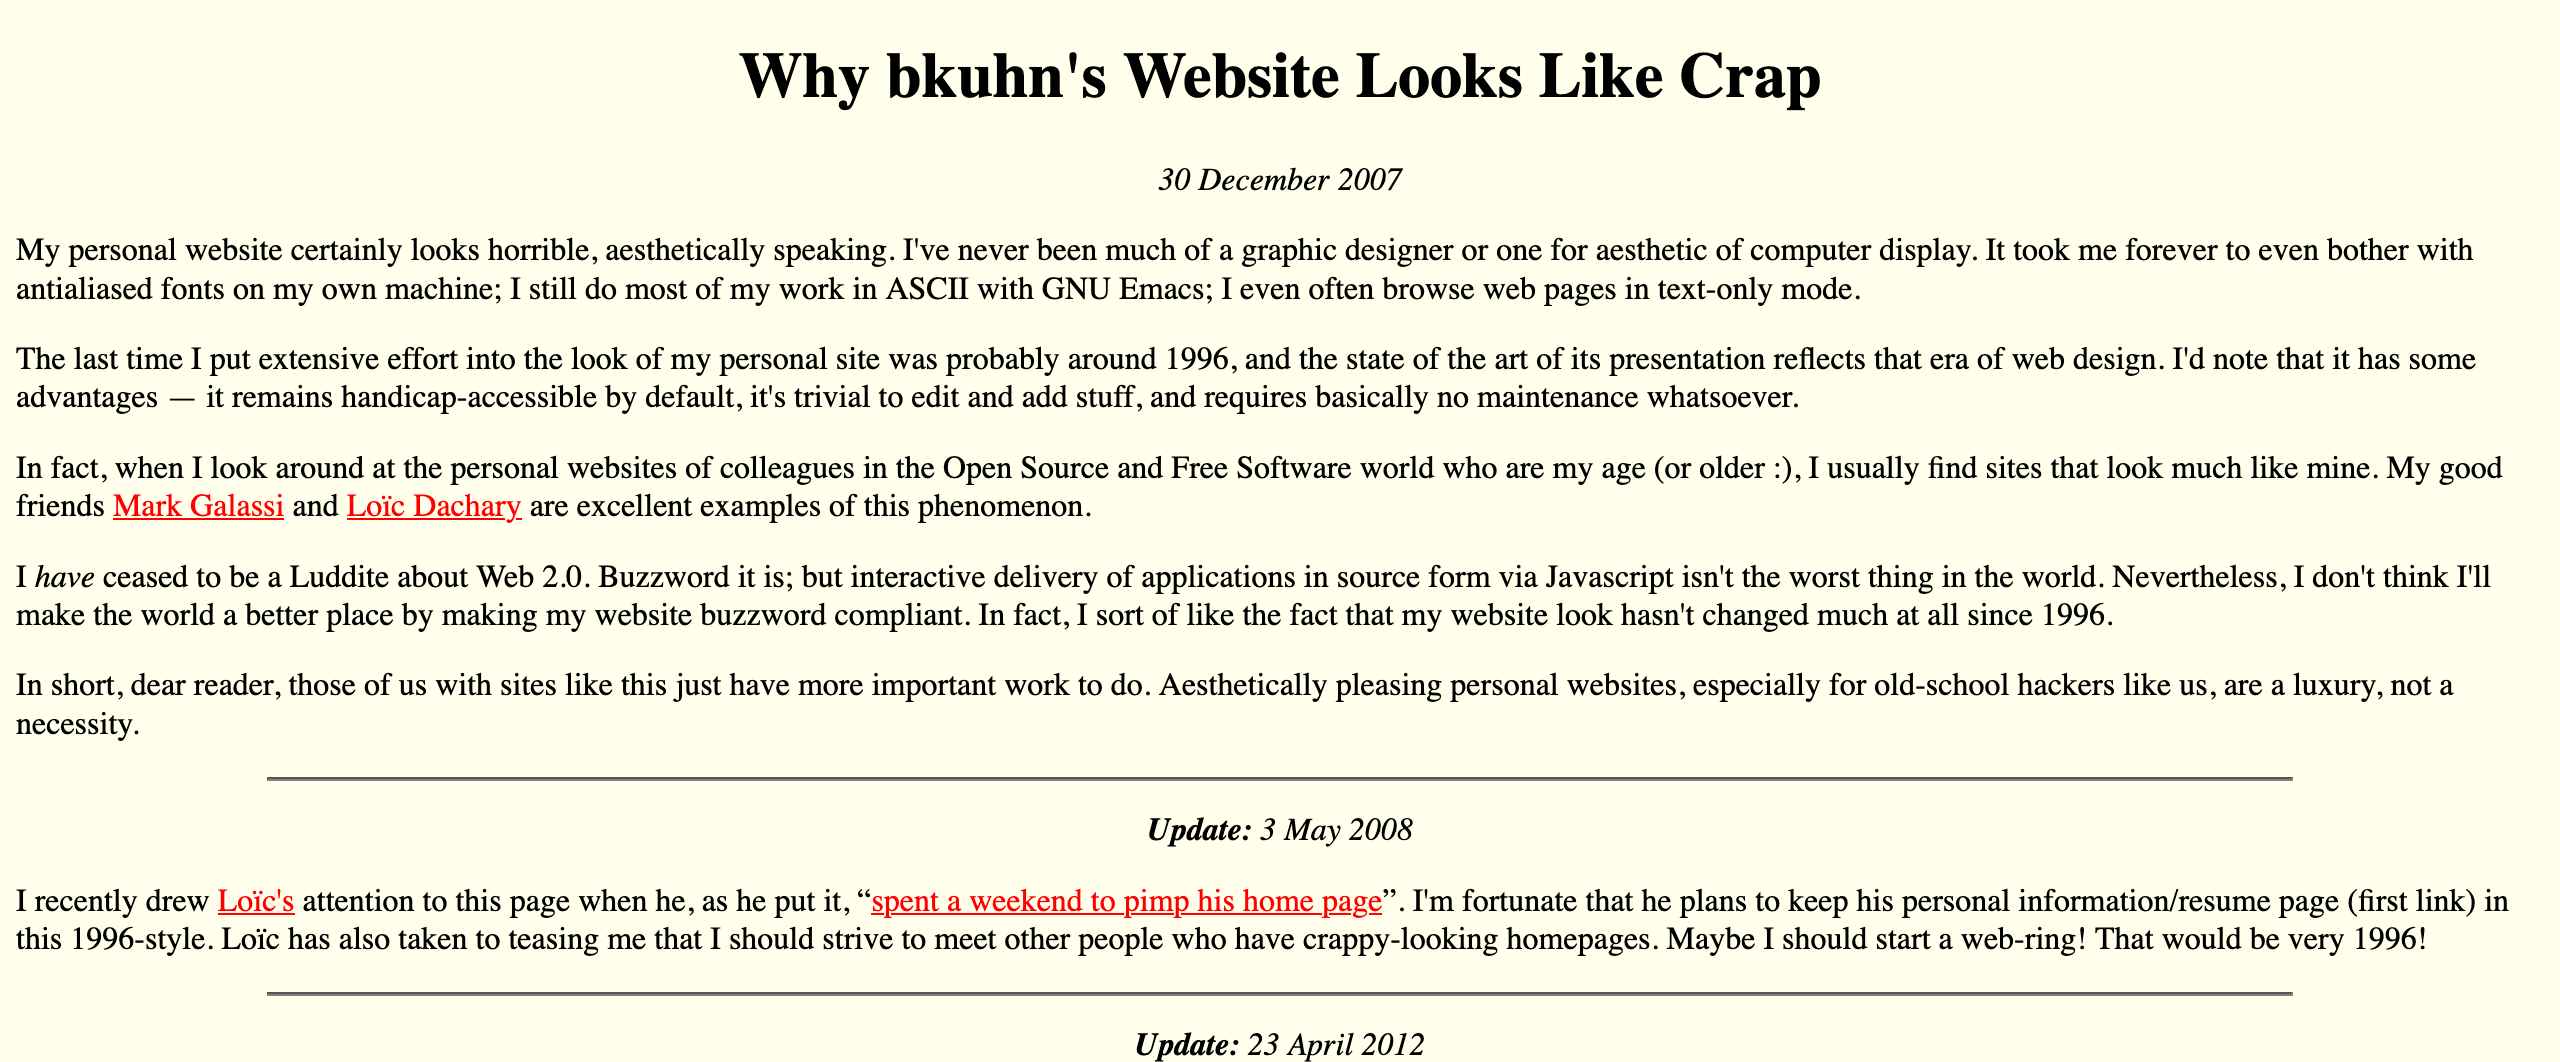 Why bkuhn's Website Looks Like Crap
30 December 2007
My personal website certainly looks horrible, aesthetically speaking. I've never been much of a graphic designer or one for aesthetic of computer display. It took me forever to even bother with
antialiased fonts on my own machine; I still do most of my work in ASCII with GNU Emacs; I even often browse web pages in text-only mode.
The last time I put extensive effort into the look of my personal site was probably around 1996, and the state of the art of its presentation reflects that era of web design. I'd note that it has some
advantages — it remains handicap-accessible by default, it's trivial to edit and add stuff, and requires basically no maintenance whatsoever.
In fact, when I look around at the personal websites of colleagues in the Open Source and Free Software world who are my age (or older :), I usually find sites that look much like mine. My good
friends Mark Galassi and Loïc Dachary are excellent examples of this phenomenon.
I have ceased to be a Luddite about Web 2.0. Buzzword it is; but interactive delivery of applications in source form via Javascript isn't the worst thing in the world. Nevertheless, I don't think I'll
make the world a better place by making my website buzzword compliant. In fact, I sort of like the fact that my website look hasn't changed much at all since 1996.
In short, dear reader, those of us with sites like this just have more important work to do. Aesthetically pleasing personal websites, especially for old-school hackers like us, are a luxury, not a
necessity.
Update: 3 May 2008
I recently drew Loïc's attention to this page when he, as he put it, “spent a weekend to pimp his home page”. I'm fortunate that he plans to keep his personal information/resume page (first link) in
this 1996-style. Loïc has also taken to teasing me that I should strive to meet other people who have crappy-looking homepages. Maybe I should start a web-ring! That would be very 1996!
Update: 23 April 2012